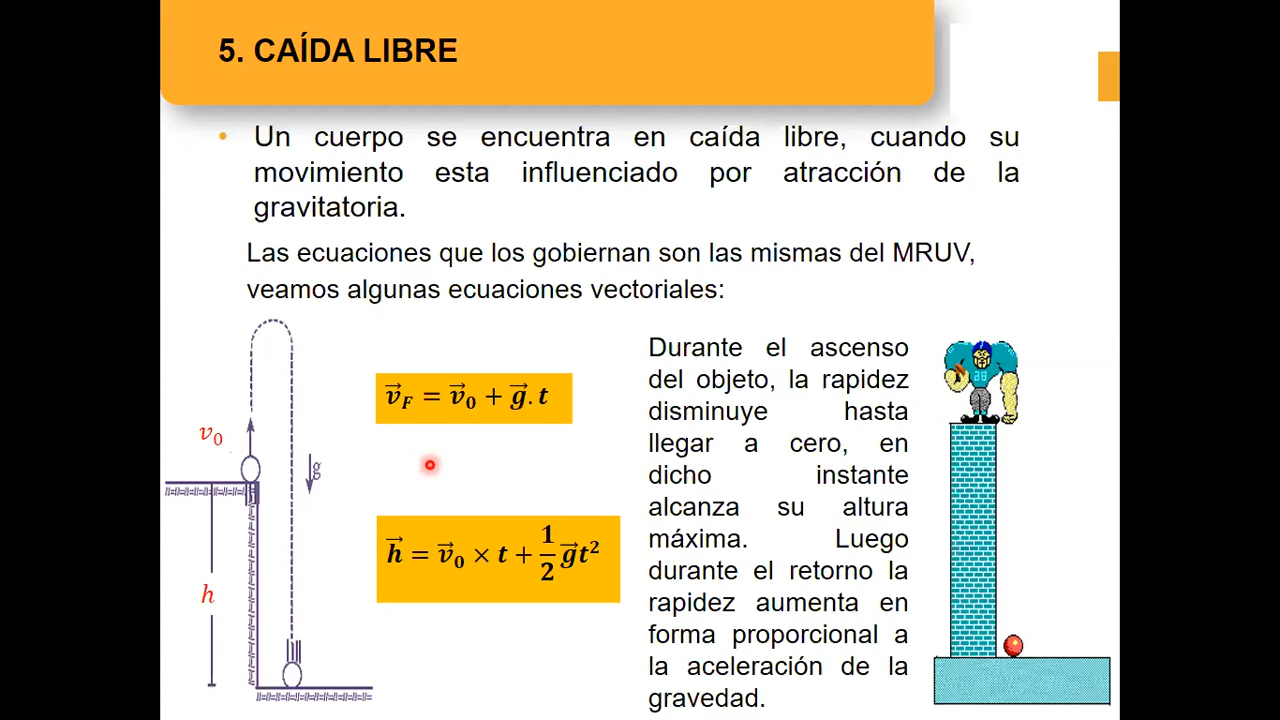 5. CAÍDA LIBRE
• Un cuerpo se encuentra en caída libre, cuando su
movimiento esta influenciado por atracción de la
gravitatoria.
Las ecuaciones que los gobiernan son las mismas del MRUV,
veamos algunas ecuaciones vectoriales:
v₀
g
h
v⃗_F = v⃗₀ + g⃗. t
h⃗ = v⃗₀ × t + 1/2 g⃗t²
Durante el ascenso
del objeto, la rapidez
disminuye hasta
llegar a cero, en
dicho instante
alcanza su altura
máxima. Luego
durante el retorno la
rapidez aumenta en
forma proporcional a
la aceleración de la
gravedad.
88